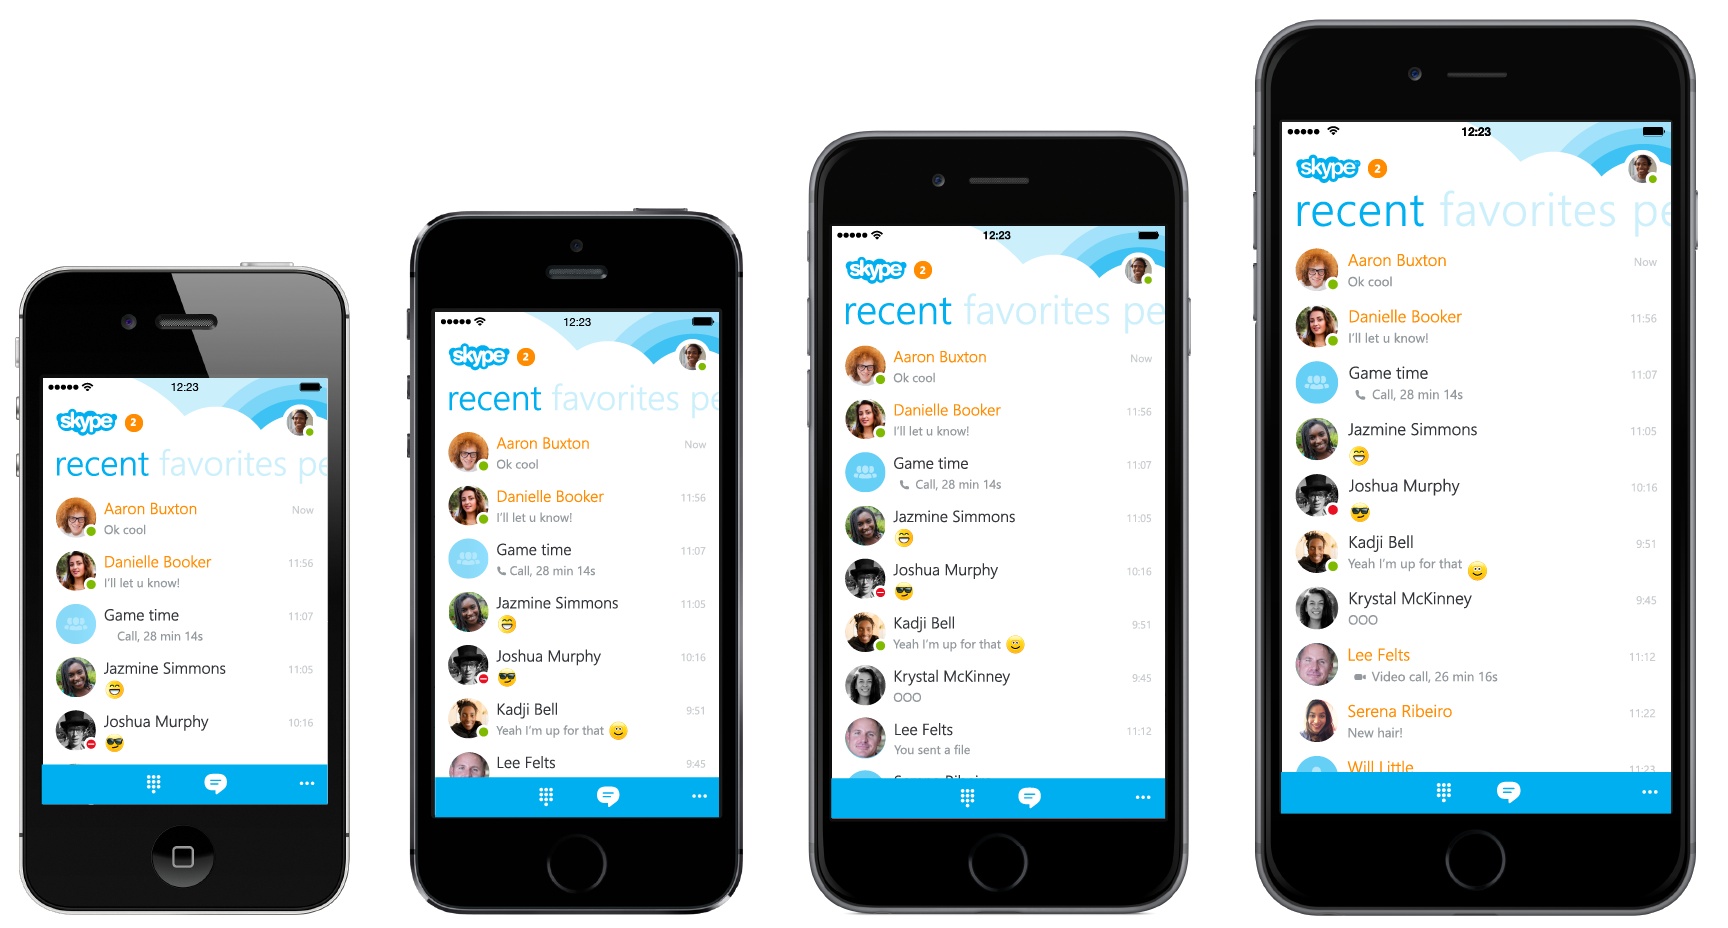 12:23
skype 2
recent favorites pe
Aaron Buxton Now
Ok cool
Danielle Booker 11:56
I'll let u know!
Game time 11:07
Call, 28 min 14s
Jazmine Simmons 11:05
Joshua Murphy 10:16
12:23
skype 2
recent favorites pe
Aaron Buxton Now
Ok cool
Danielle Booker 11:56
I'll let u know!
Game time 11:07
Call, 28 min 14s
Jazmine Simmons 11:05
Joshua Murphy 10:16
Kadji Bell 9:51
Yeah I'm up for that
Lee Felts 9:45
12:23
skype 2
recent favorites pe
Aaron Buxton Now
Ok cool
Danielle Booker 11:56
I'll let u know!
Game time 11:07
Call, 28 min 14s
Jazmine Simmons 11:05
Joshua Murphy 10:16
Kadji Bell 9:51
Yeah I'm up for that
Krystal McKinney 9:45
OOO
Lee Felts 11:12
You sent a file
12:23
skype 2
recent favorites pe
Aaron Buxton Now
Ok cool
Danielle Booker 11:56
I'll let u know!
Game time 11:07
Call, 28 min 14s
Jazmine Simmons 11:05
Joshua Murphy 10:16
Kadji Bell 9:51
Yeah I'm up for that
Krystal McKinney 9:45
OOO
Lee Felts 11:12
Video call, 26 min 16s
Serena Ribeiro 11:22
New hair!
Will Little 11:23